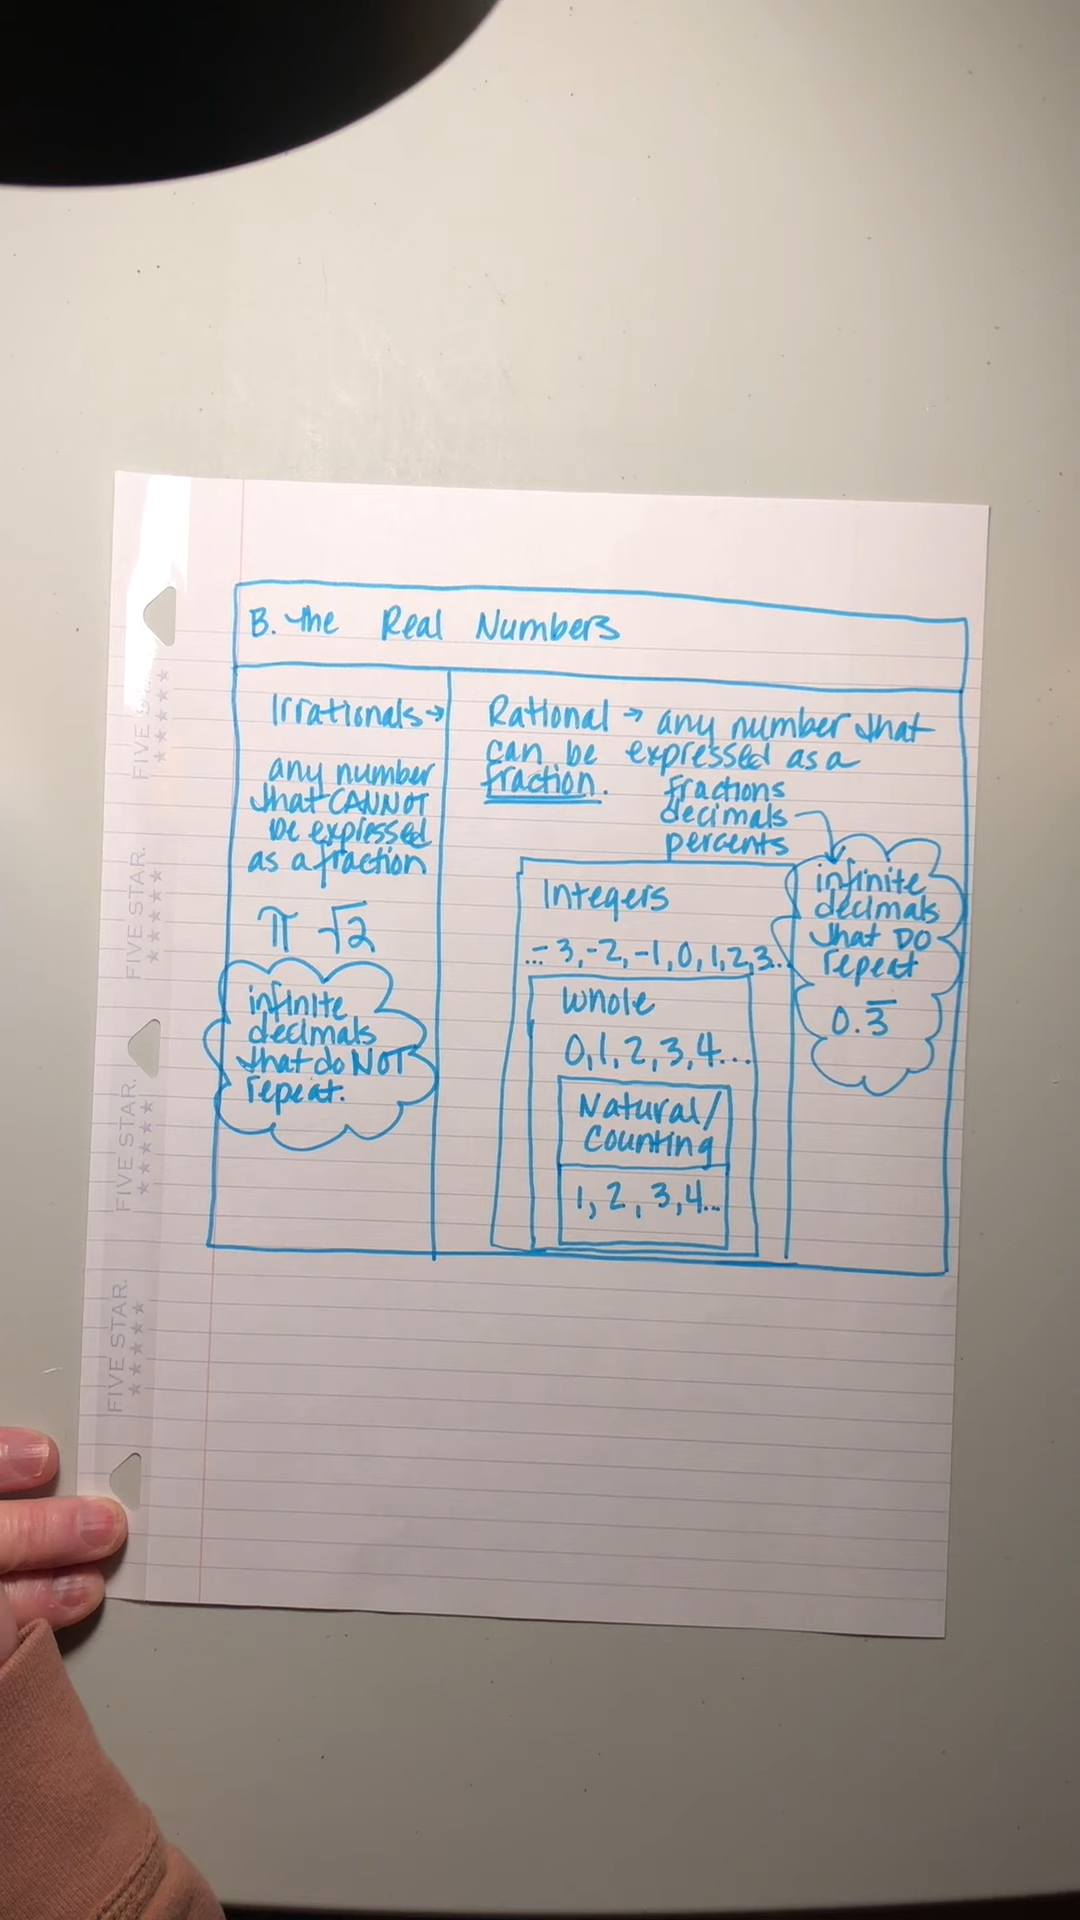 B. The Real Numbers
Irrationals →
any number
that CANNOT
be expressed
as a fraction
π √2
infinite
decimals
that do NOT
repeat.
Rational → any number that
can be expressed as a
fraction.
fractions
decimals
percents
infinite
decimals
that DO
repeat
0.3̅
Integers
...-3,-2,-1,0,1,2,3...
Whole
0,1,2,3,4...
Natural/
Counting
1, 2, 3,4...
FIVE STAR.
FIVE STAR.
FIVE STAR.
FIVE STAR.